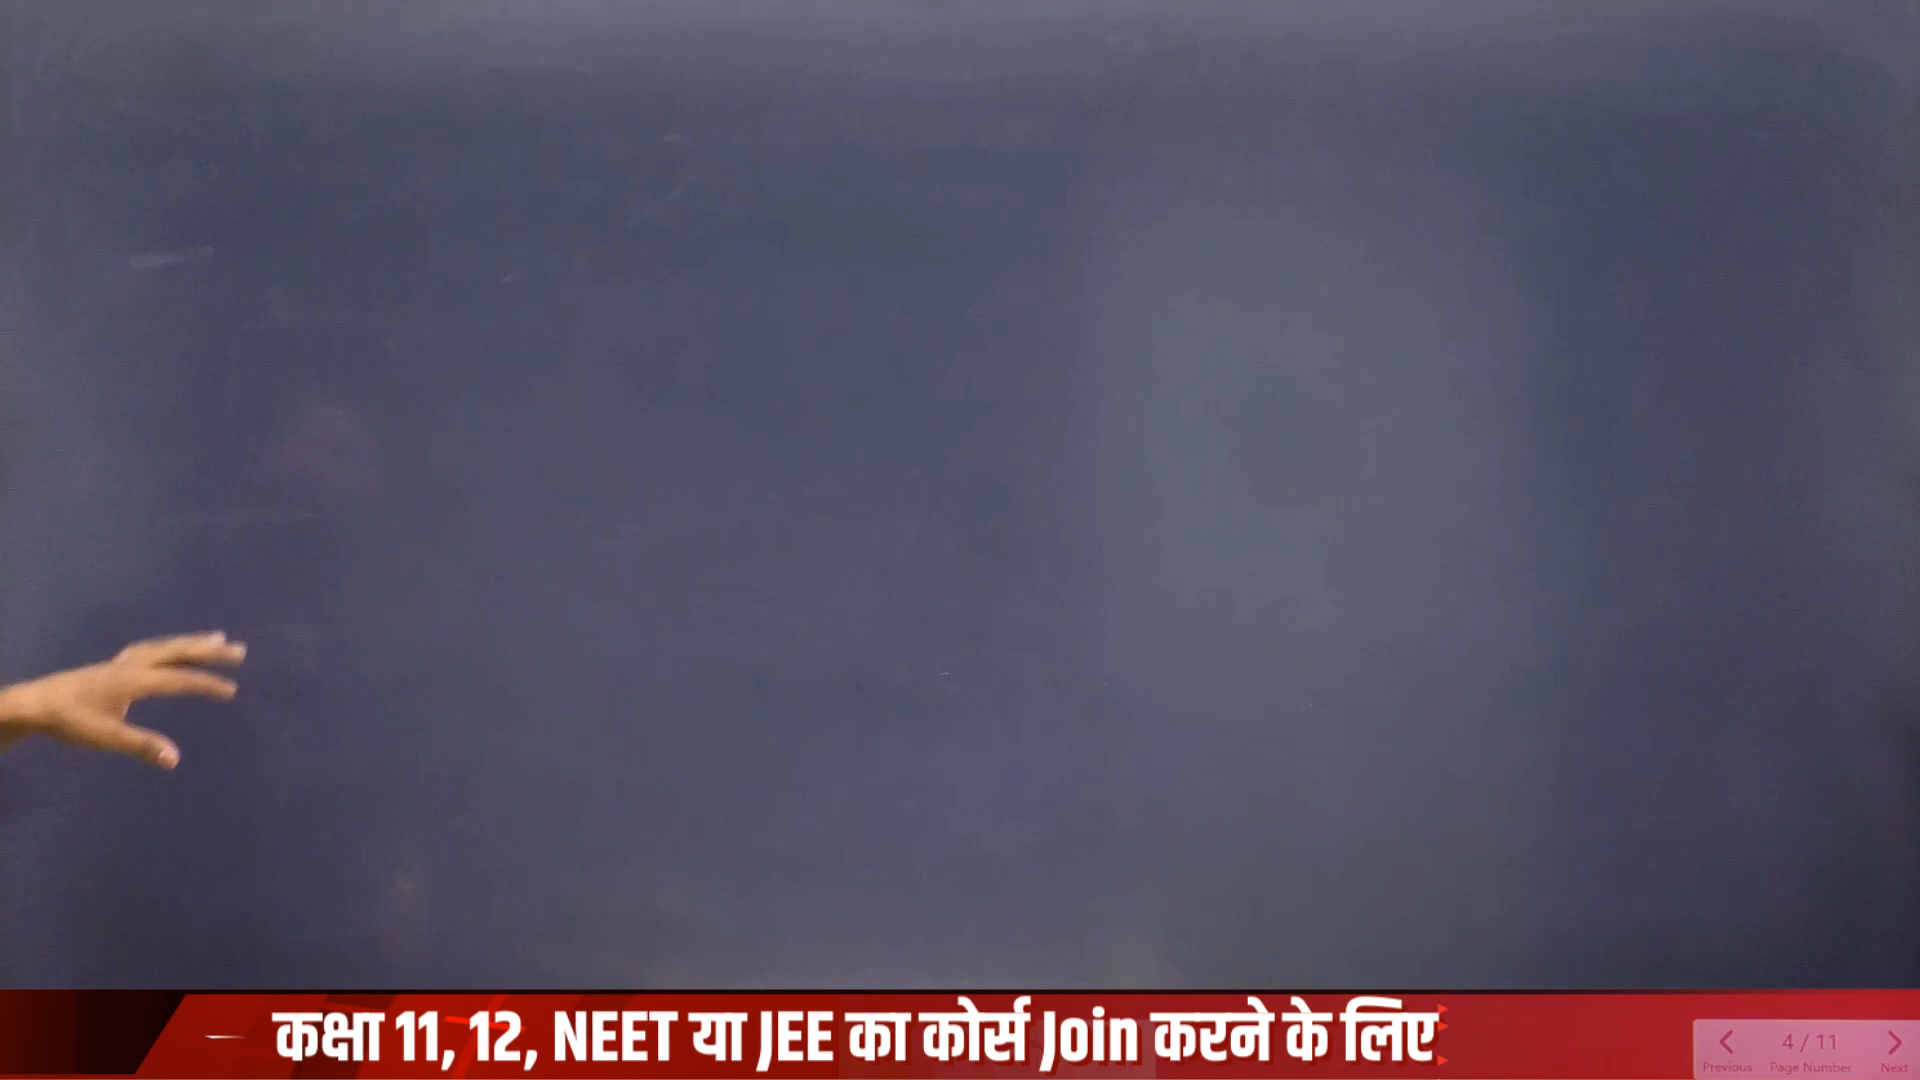 कक्षा 11, 12, NEET या JEE का कोर्स Join करने के लिए
4 / 11
Previous Page Number Next